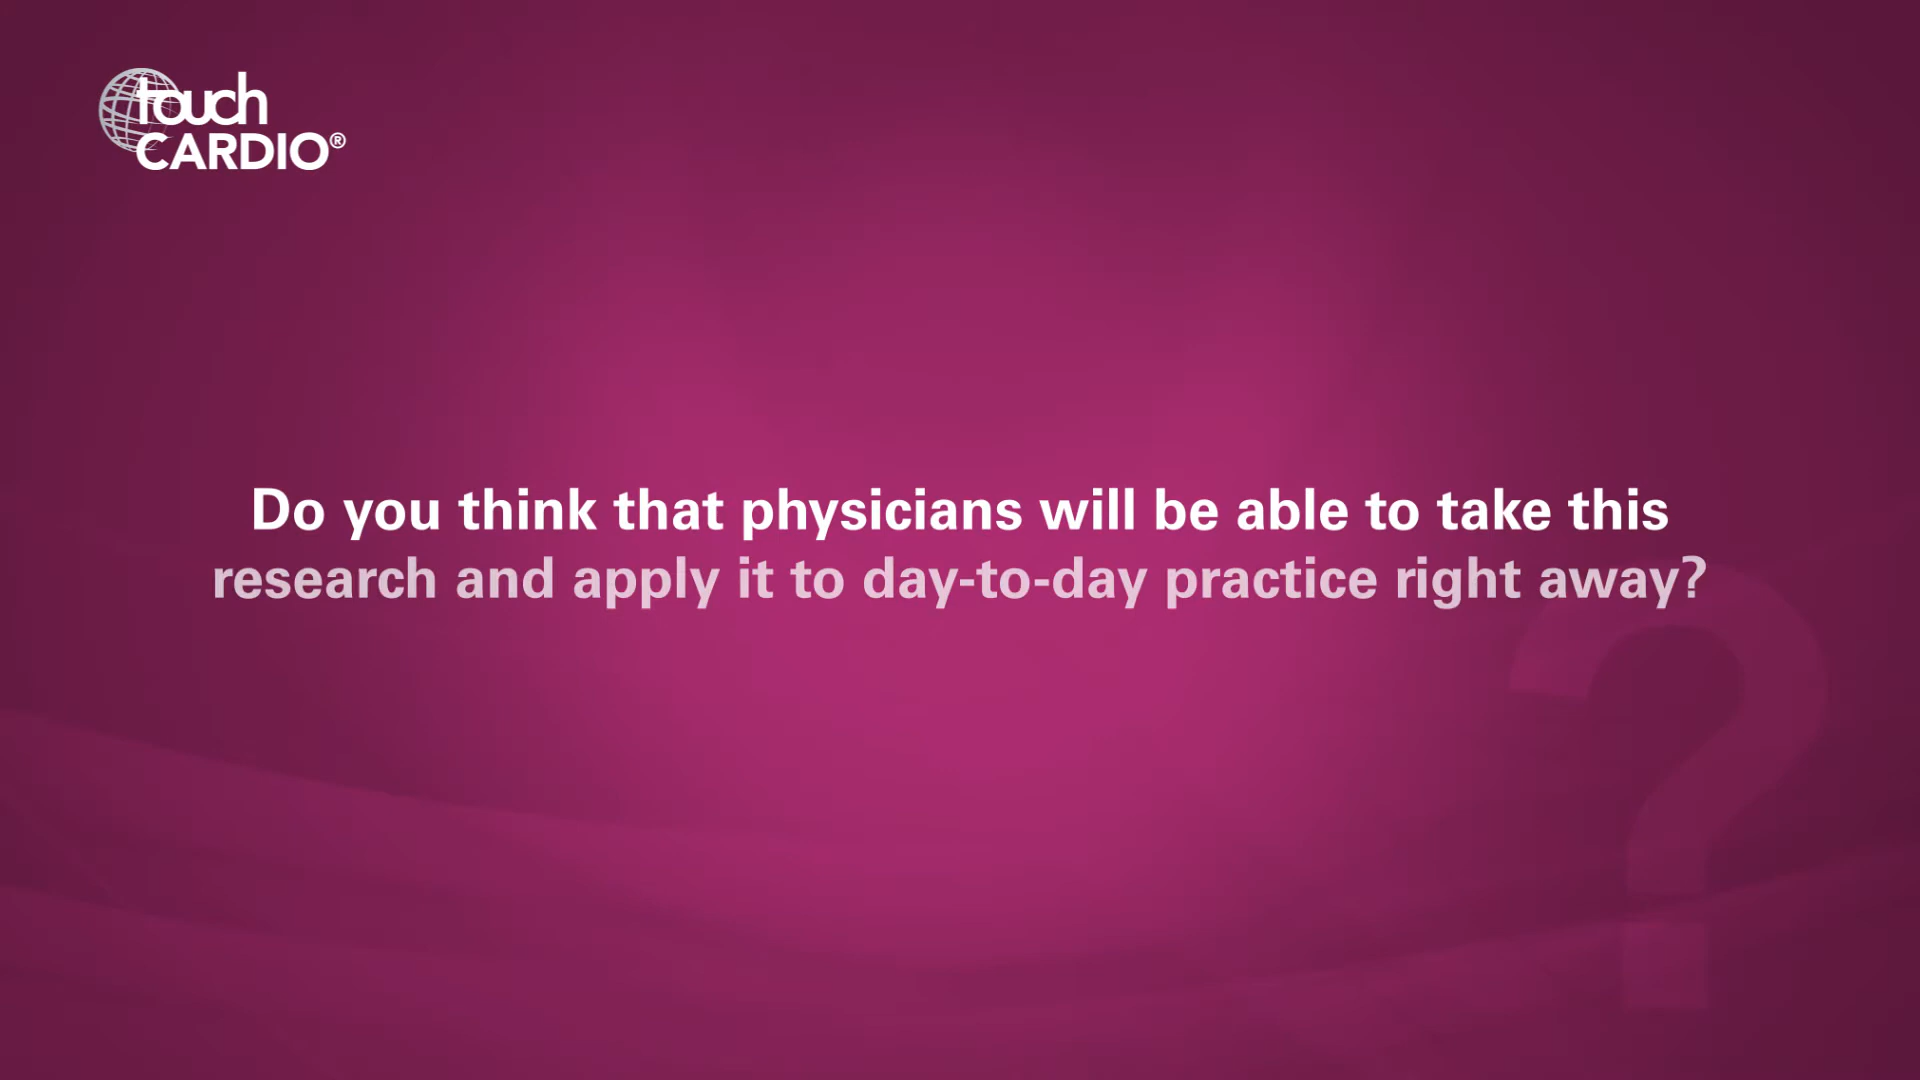 touch
CARDIO®
Do you think that physicians will be able to take this
research and apply it to day-to-day practice right away?
?